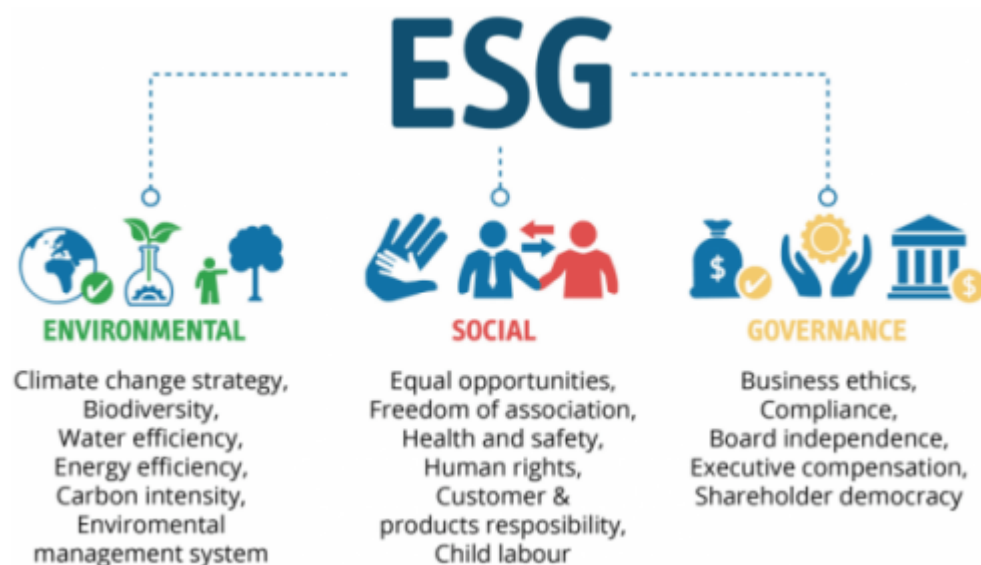 ESG
ENVIRONMENTAL
Climate change strategy,
Biodiversity,
Water efficiency,
Energy efficiency,
Carbon intensity,
Enviromental
management system
SOCIAL
Equal opportunities,
Freedom of association,
Health and safety,
Human rights,
Customer &
products resposibility,
Child labour
$
$
GOVERNANCE
Business ethics,
Compliance,
Board independence,
Executive compensation,
Shareholder democracy